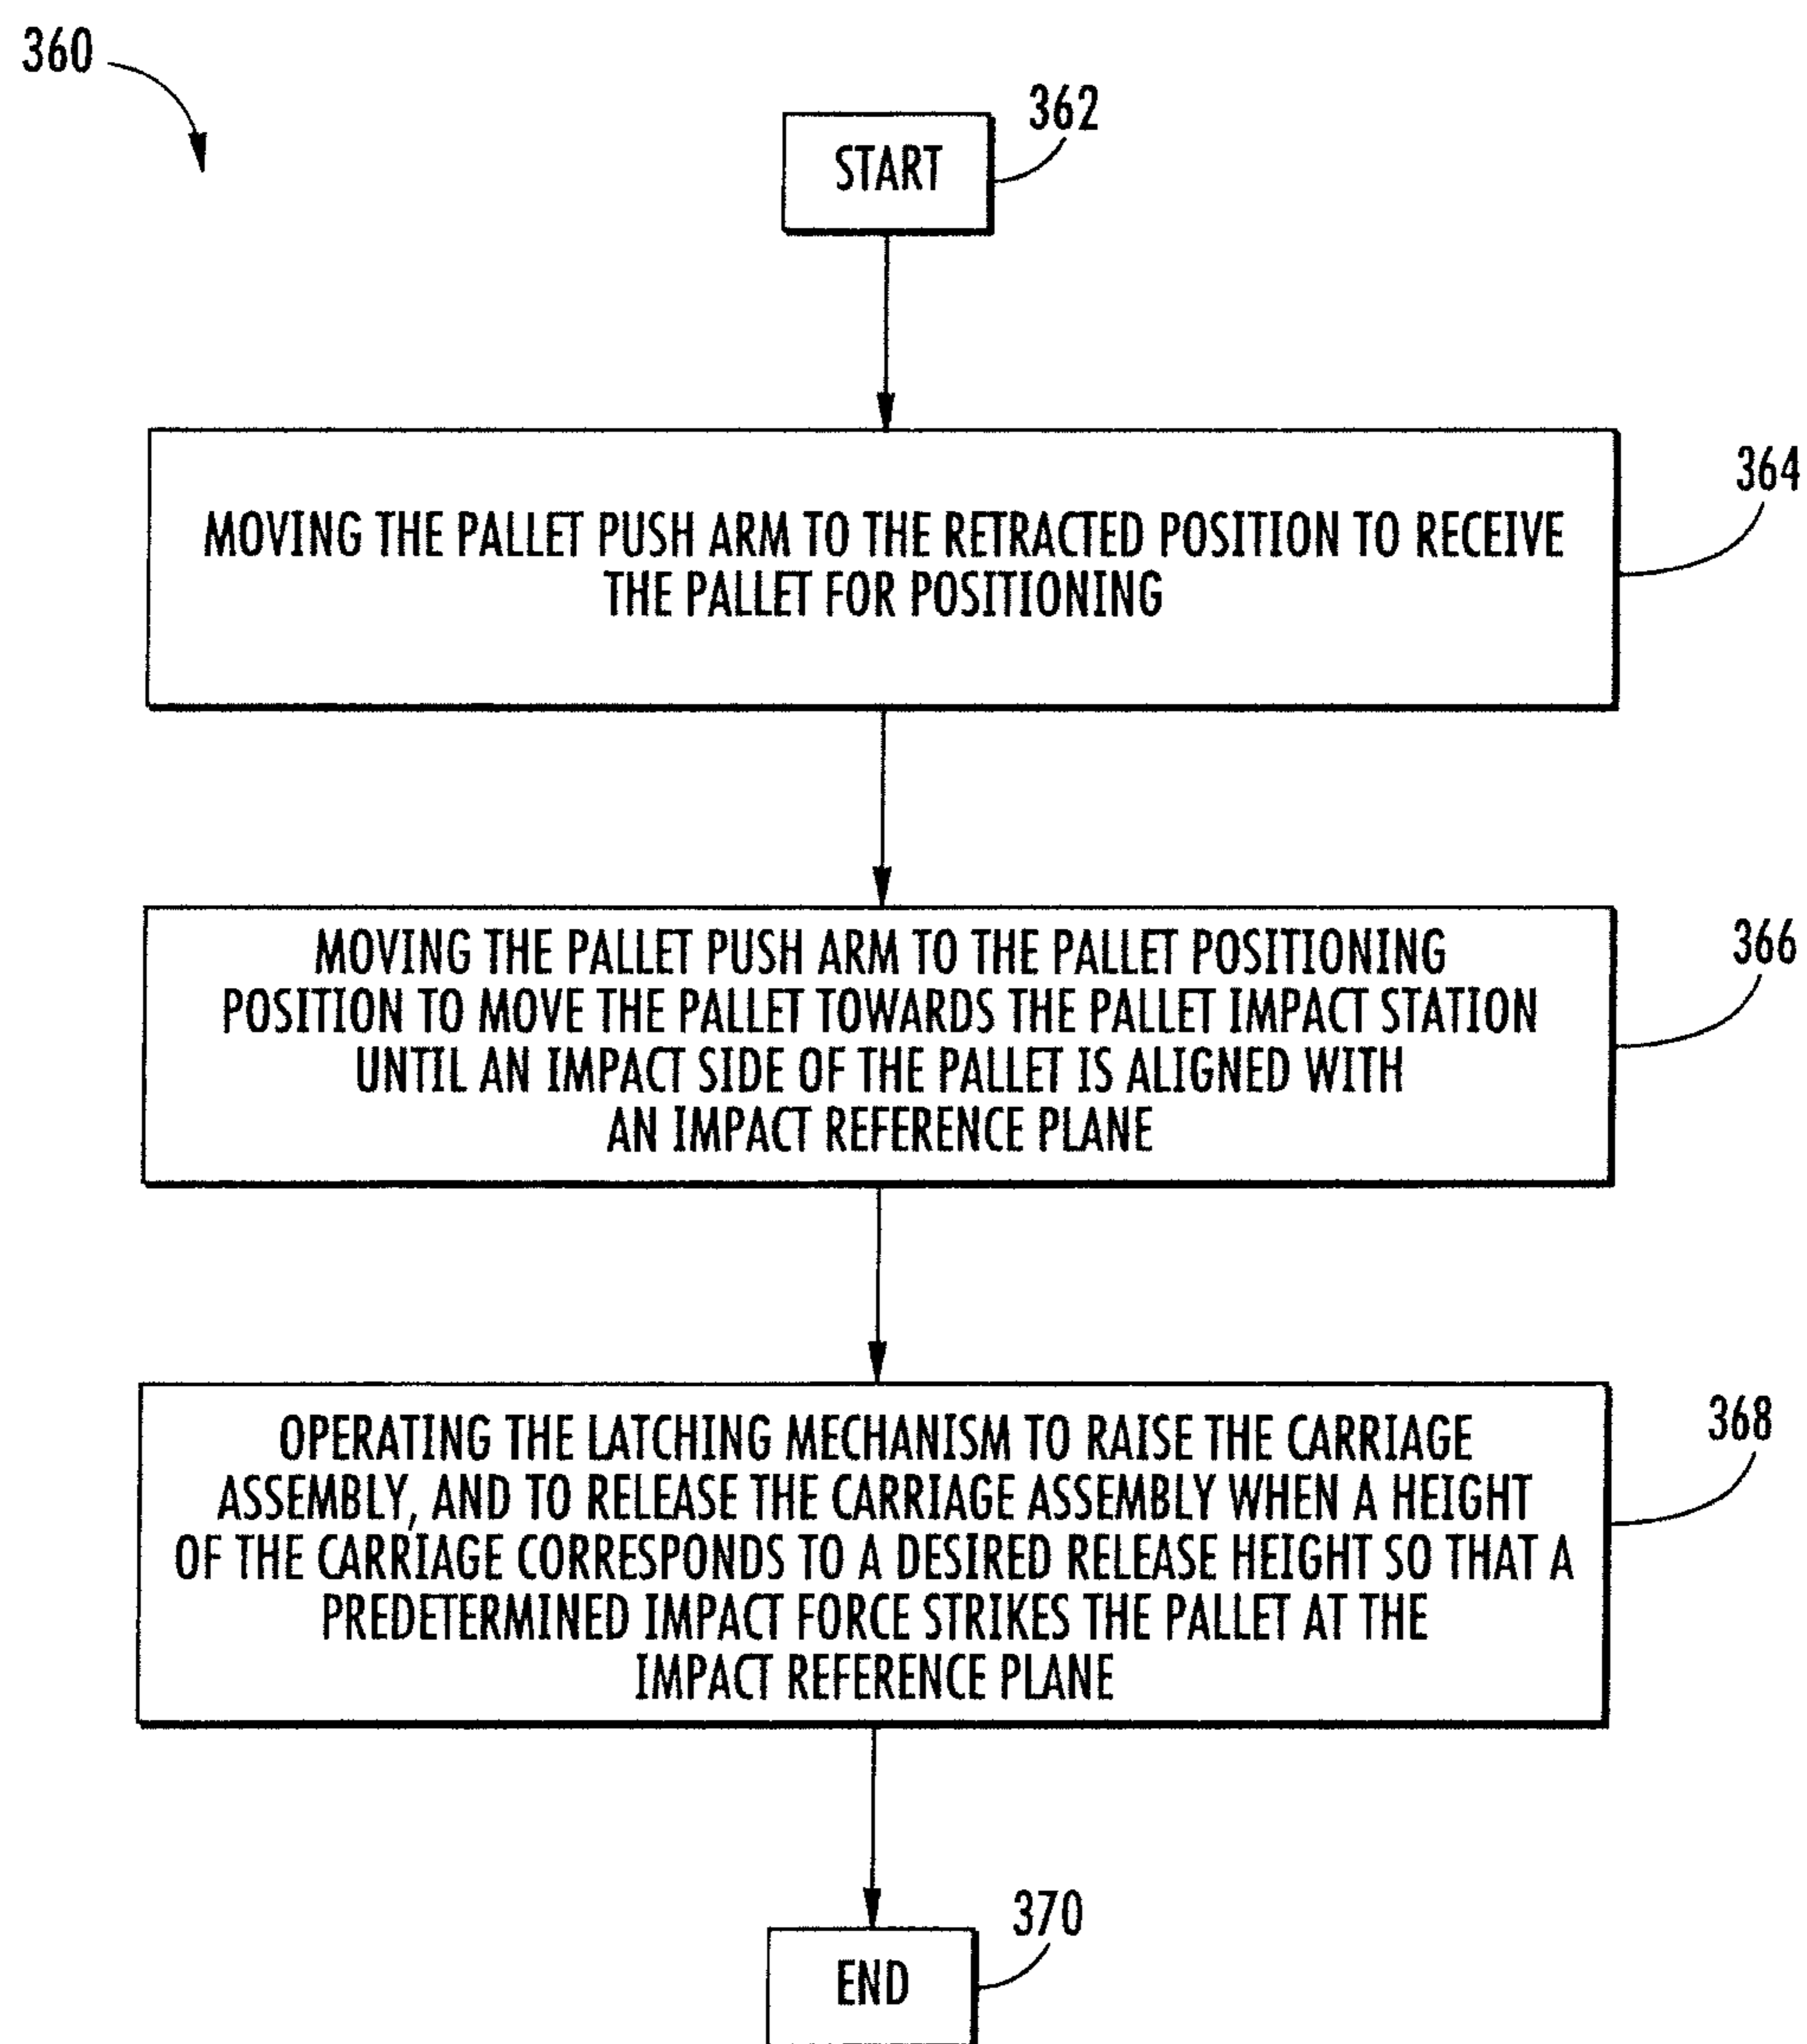 360
362
START
364
MOVING THE PALLET PUSH ARM TO THE RETRACTED POSITION TO RECEIVE
THE PALLET FOR POSITIONING
366
MOVING THE PALLET PUSH ARM TO THE PALLET POSITIONING
POSITION TO MOVE THE PALLET TOWARDS THE PALLET IMPACT STATION
UNTIL AN IMPACT SIDE OF THE PALLET IS ALIGNED WITH
AN IMPACT REFERENCE PLANE
368
OPERATING THE LATCHING MECHANISM TO RAISE THE CARRIAGE
ASSEMBLY, AND TO RELEASE THE CARRIAGE ASSEMBLY WHEN A HEIGHT
OF THE CARRIAGE CORRESPONDS TO A DESIRED RELEASE HEIGHT SO THAT A
PREDETERMINED IMPACT FORCE STRIKES THE PALLET AT THE
IMPACT REFERENCE PLANE
370
END